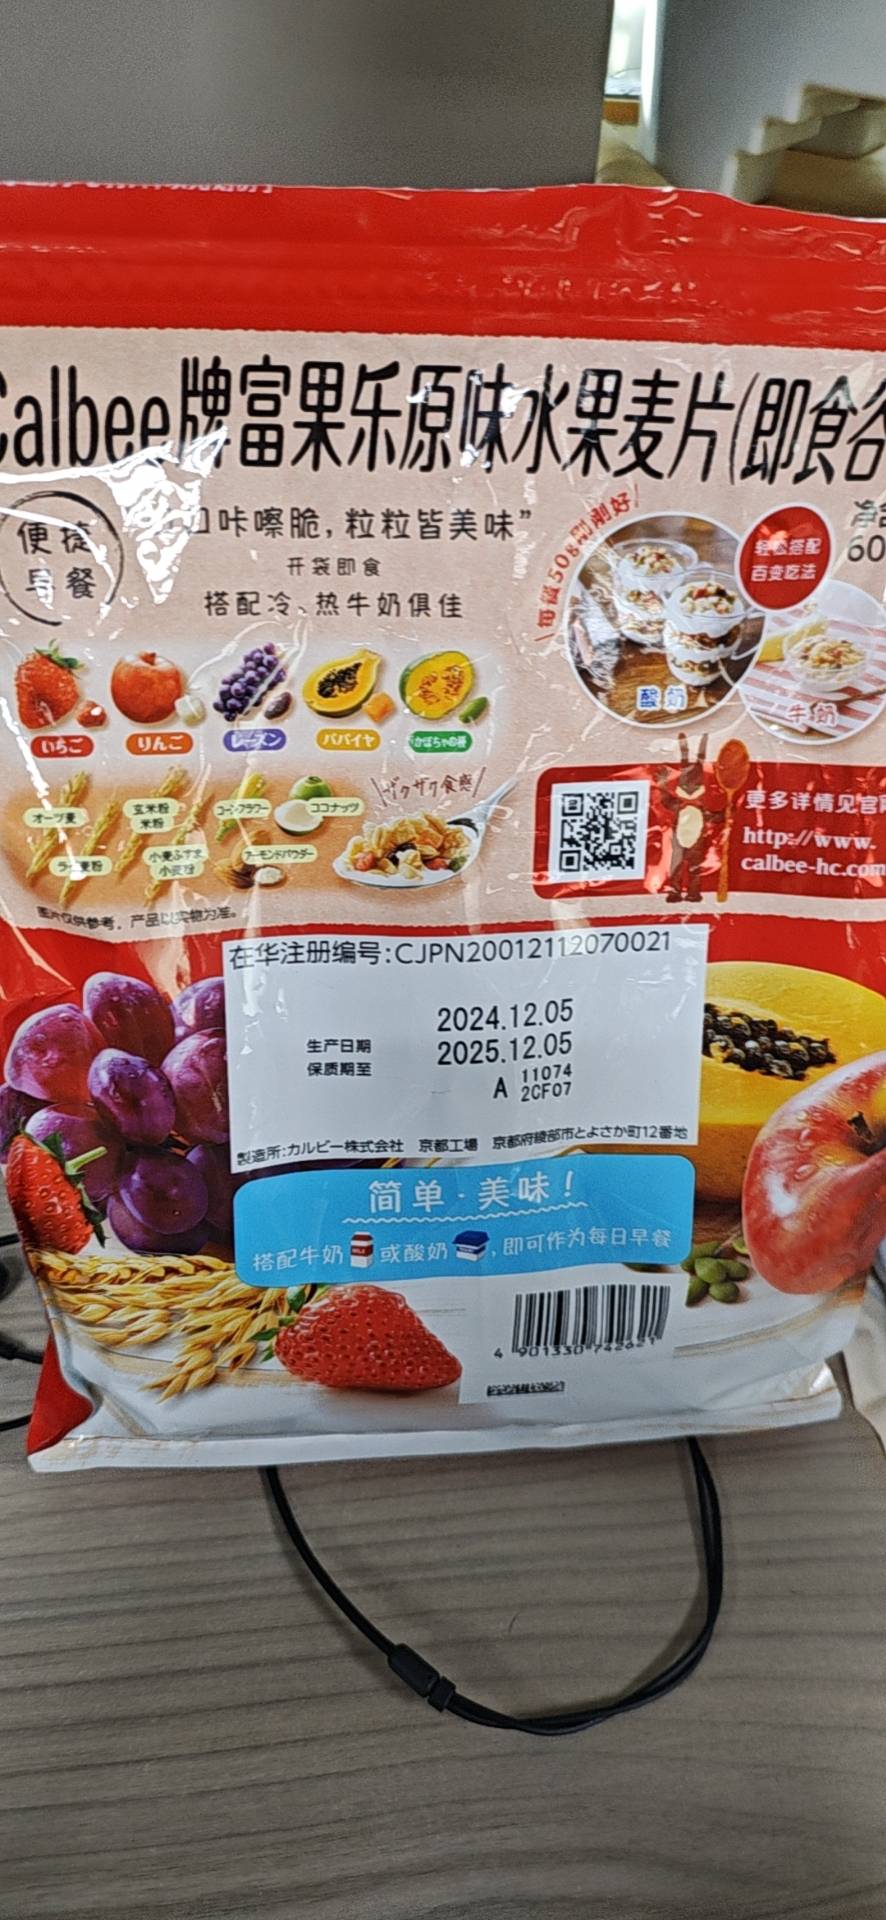 Calbee牌富果乐原味水果麦片(即食谷
便捷
早餐
口咔嚓脆，粒粒皆美味”
开袋即食
搭配冷、热牛奶俱佳
每餐50g刚刚好
轻松搭配
百变吃法
净含
60
酸奶
牛奶
いちご
りんご
レーズン
パパイヤ
かぼちゃの種
オーツ麦
玄米粉
米粉
コーンフラワー
ココナッツ
ザクザク食感
ライ麦粉
小麦ふすま
小麦粉
アーモンドパウダー
图片仅供参考，产品以实物为准。
更多详情见官网
http://www.
calbee-hc.com
在华注册编号:CJPN20012112070021
2024.12.05
生产日期
2025.12.05
保质期至
A 11074
2CF07
製造所:カルビー株式会社 京都工場 京都府綾部市とよさか町12番地
简单·美味！
搭配牛奶或酸奶，即可作为每日早餐
4 901330 742621